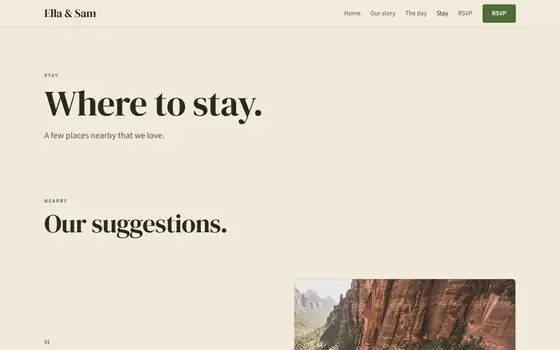 Ella & Sam
Home Our story The day Stay RSVP RSVP
STAY
Where to stay.
A few places nearby that we love.
NEARBY
Our suggestions.
01